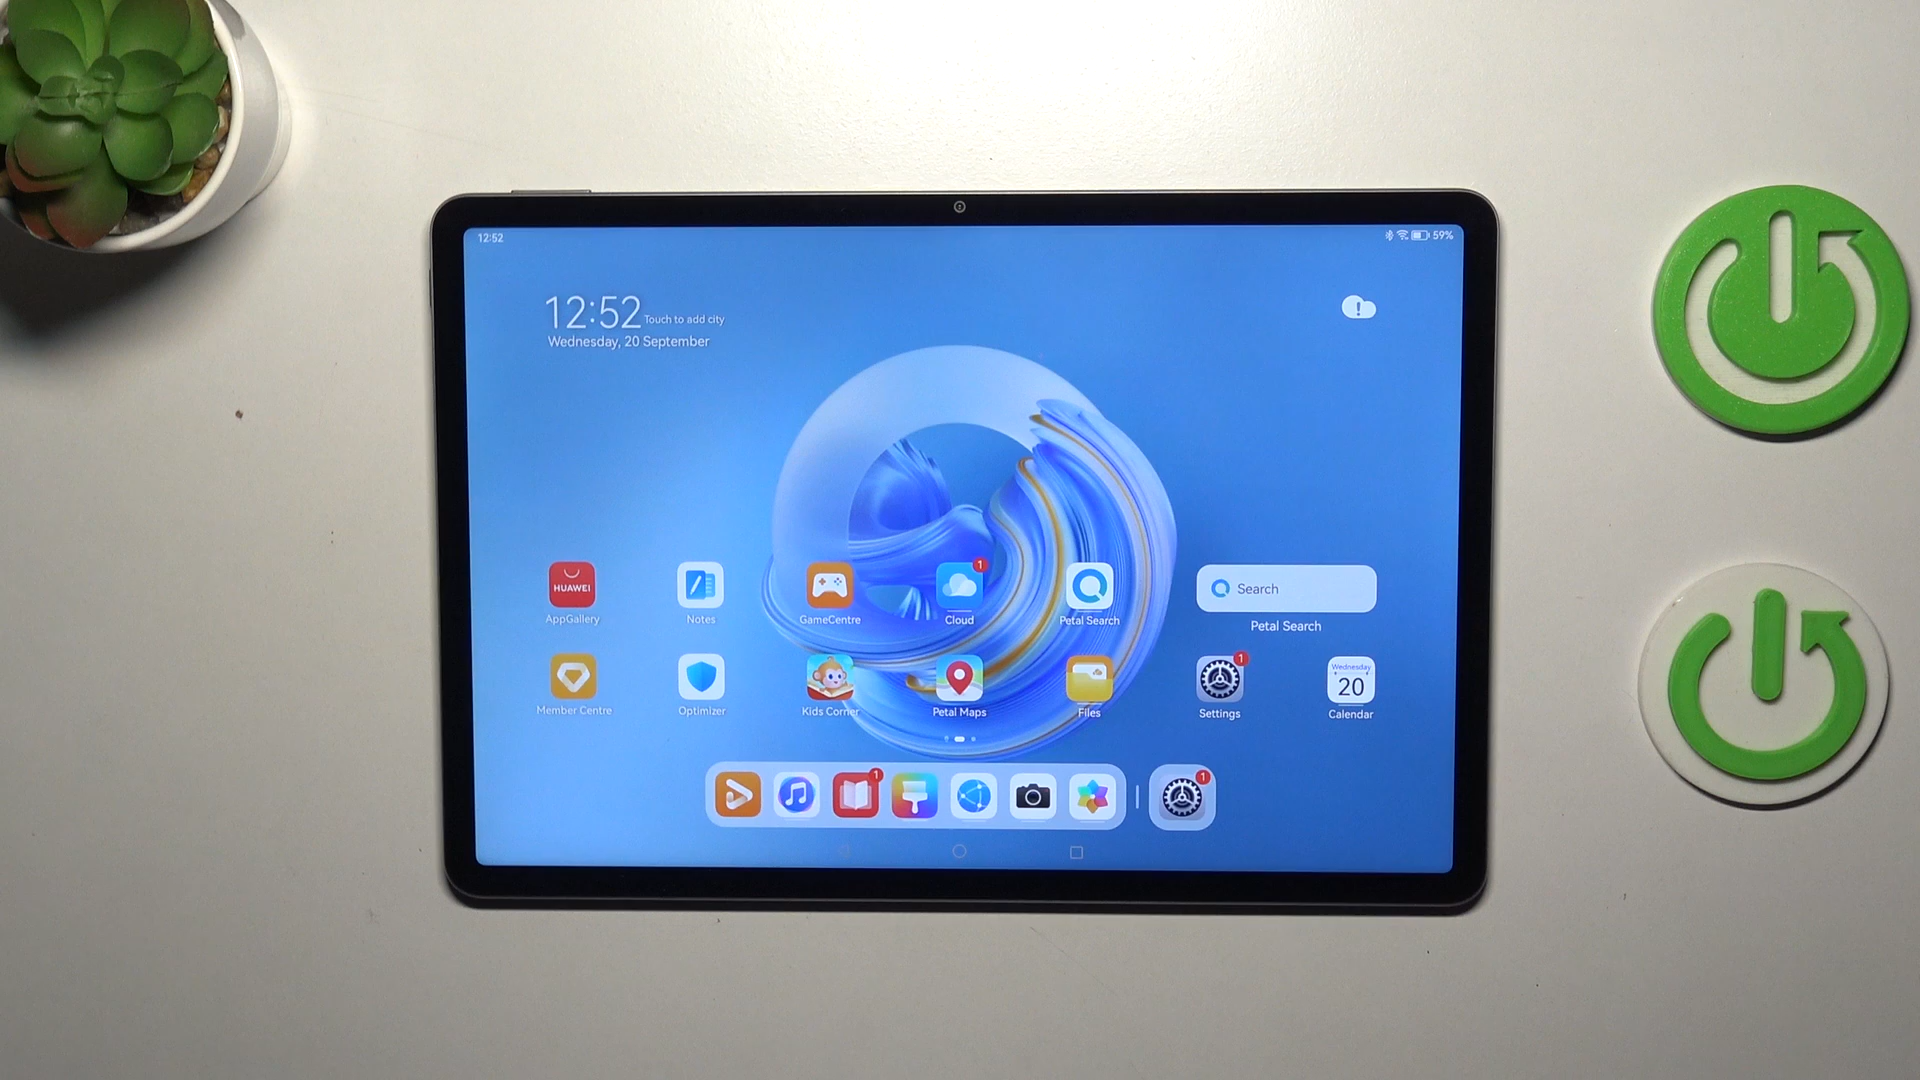 12:52
59%
12:52 Touch to add city
Wednesday, 20 September
HUAWEI
AppGallery
Notes
GameCentre
1
Cloud
Petal Search
Search
Petal Search
Member Centre
Optimizer
Kids Corner
Petal Maps
Files
1
Settings
Wednesday
20
Calendar
1
1